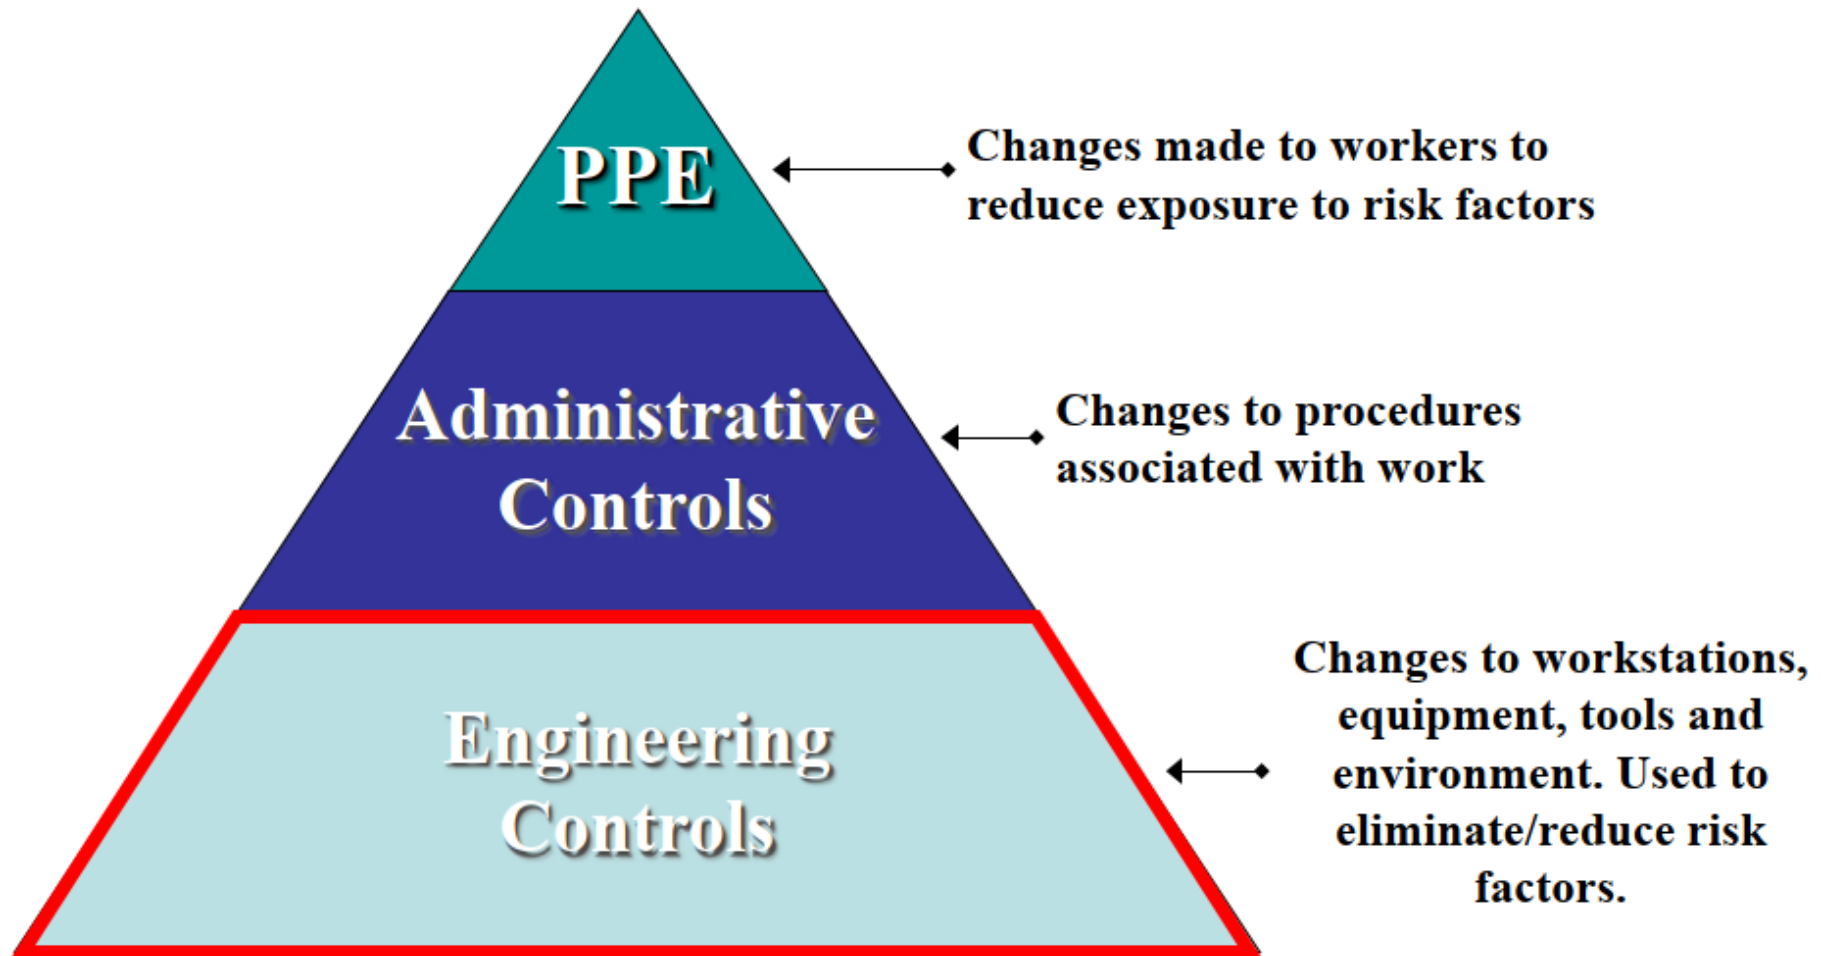 PPE
Changes made to workers to
reduce exposure to risk factors
Administrative
Controls
Changes to procedures
associated with work
Engineering
Controls
Changes to workstations,
equipment, tools and
environment. Used to
eliminate/reduce risk
factors.